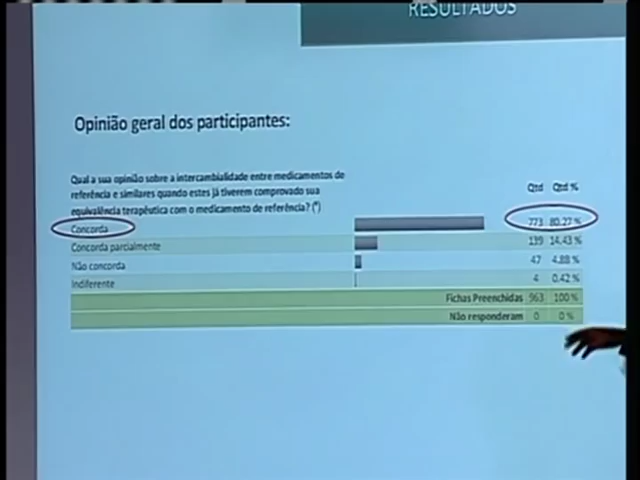 RESULTADOS
Opinião geral dos participantes:
Qual a sua opinião sobre a intercambialidade entre medicamentos de
referência e similares quando estes já tiverem comprovado sua
equivalência terapêutica com o medicamento de referência? (*)
Qtd Qtd %
Concorda 773 80.27 %
Concorda parcialmente 139 14.43 %
Não concorda 47 4.88 %
Indiferente 4 0.42 %
Fichas Preenchidas 963 100 %
Não responderam 0 0 %